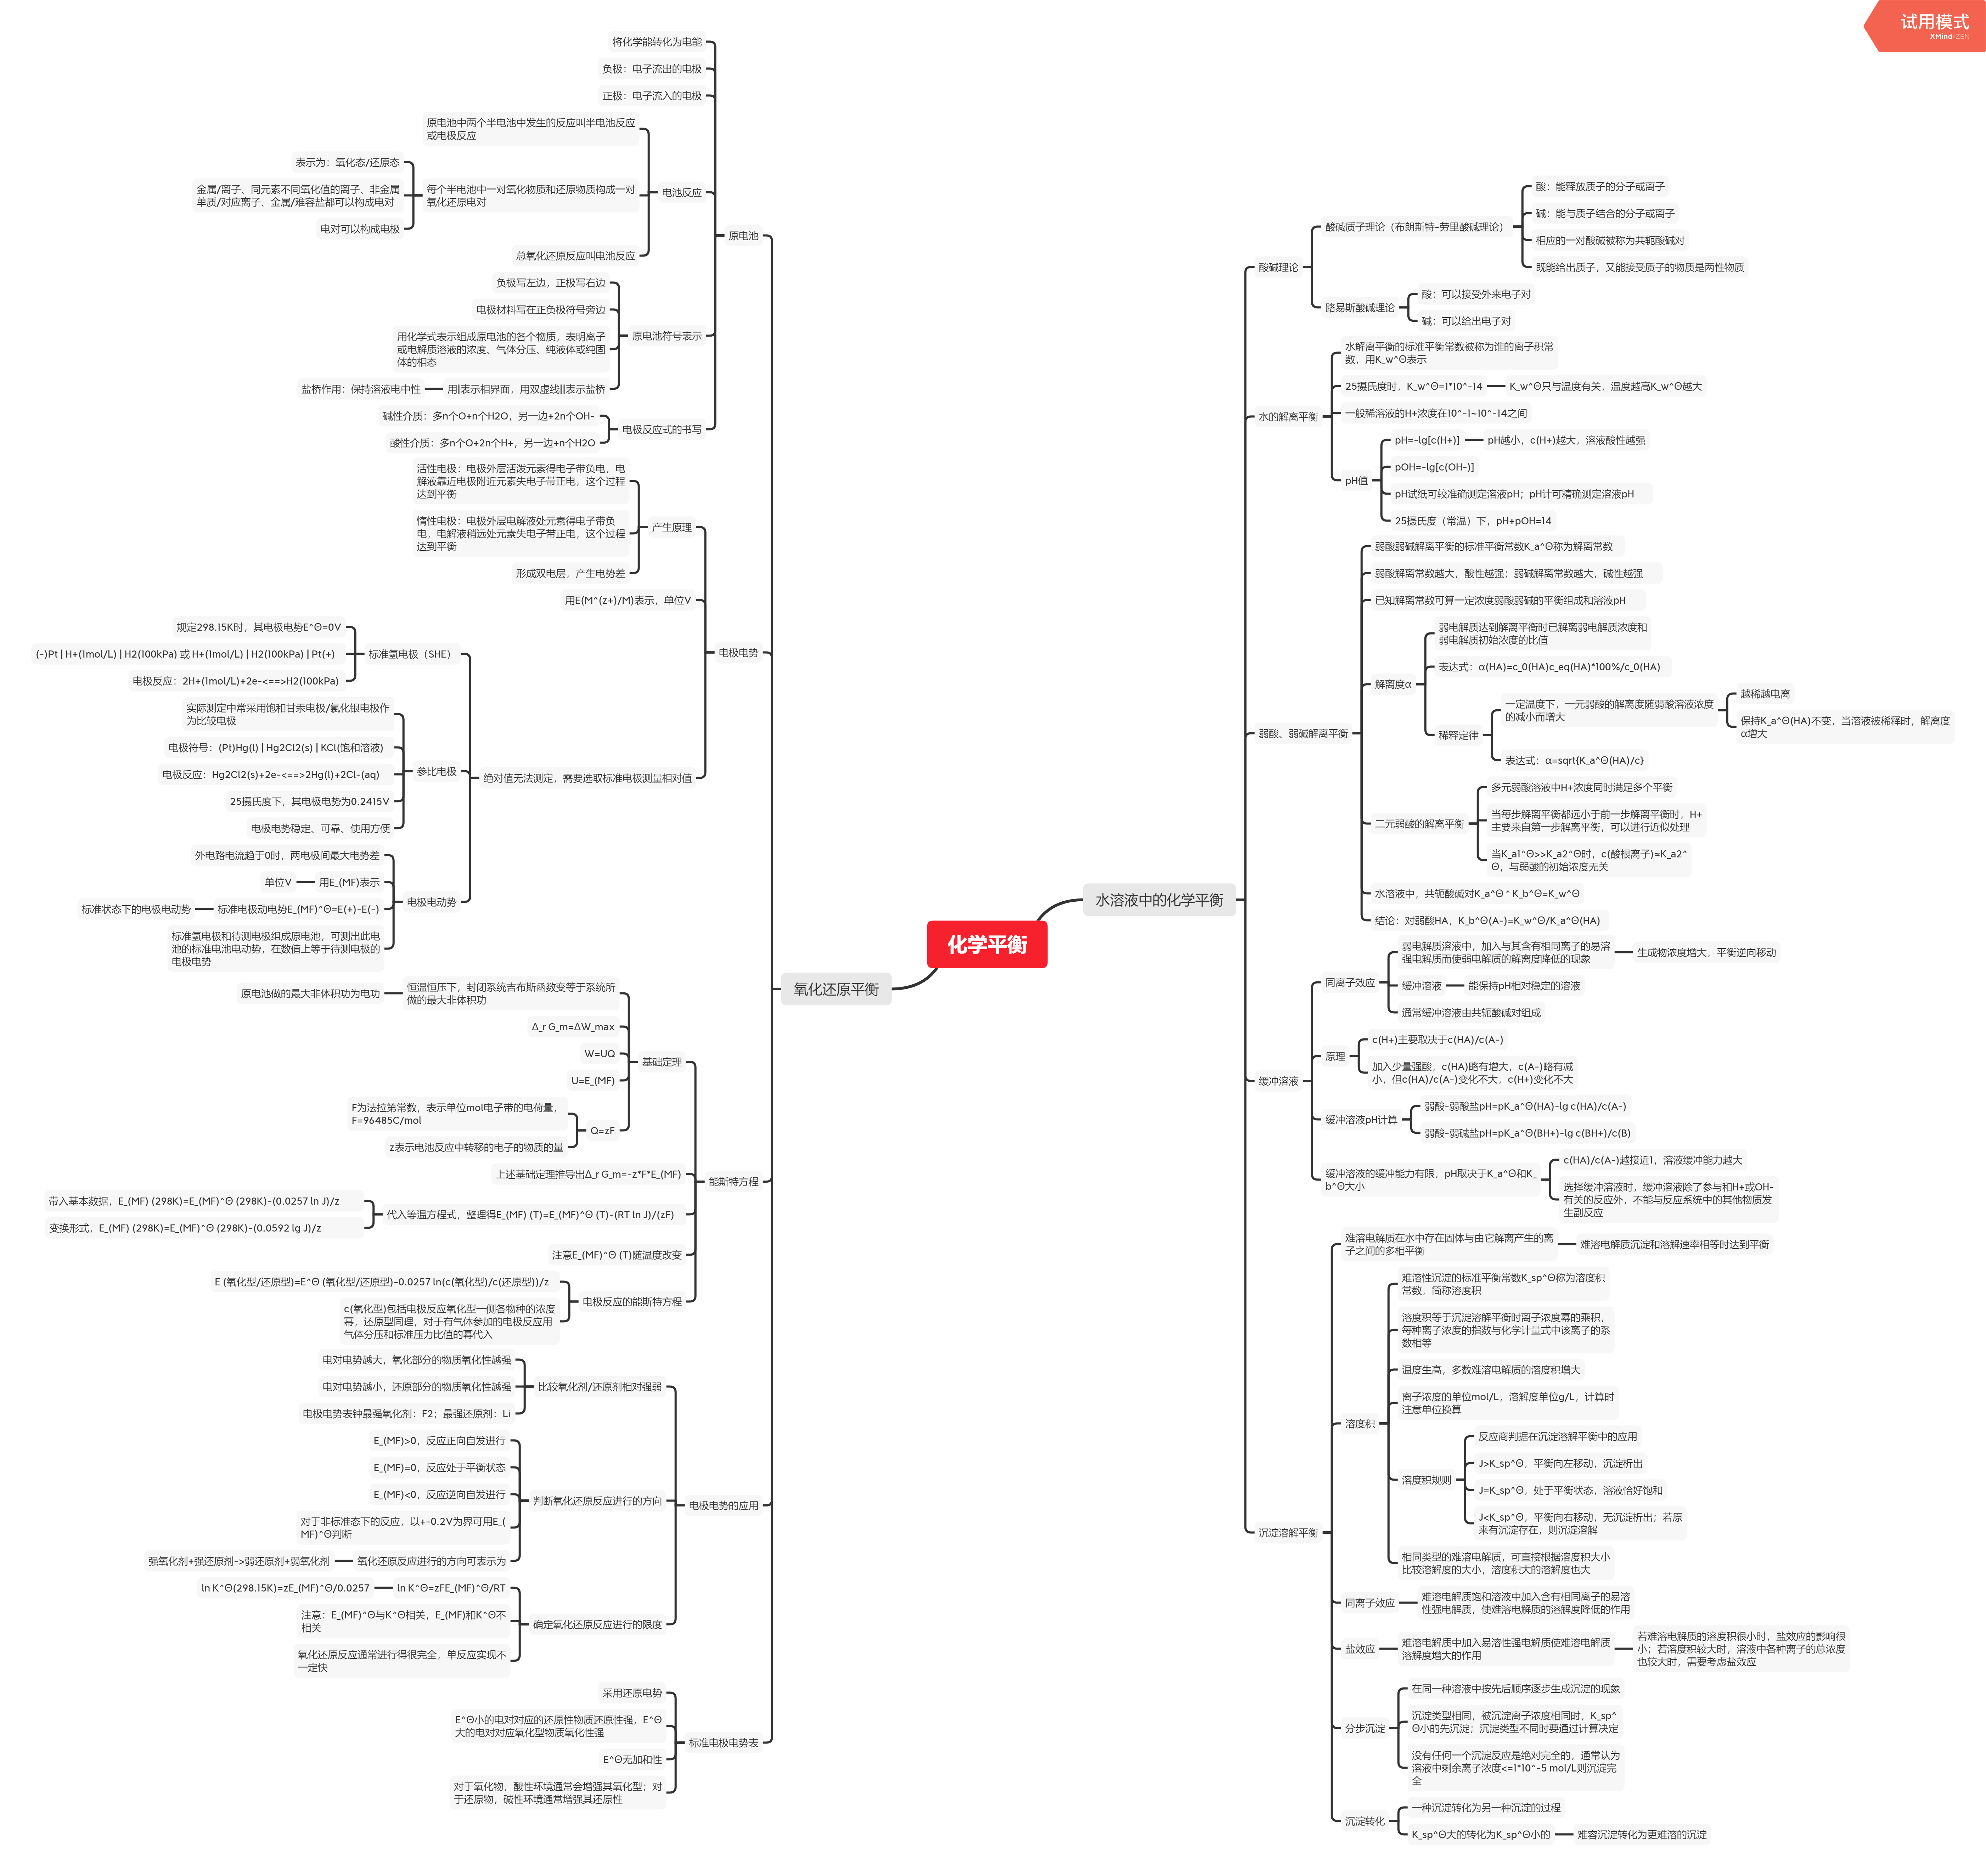 试用模式
XMind:ZEN
化学平衡
水溶液中的化学平衡
酸碱理论
酸碱质子理论（布朗斯特-劳里酸碱理论）
酸：能释放质子的分子或离子
碱：能与质子结合的分子或离子
相应的一对酸碱被称为共轭酸碱对
既能给出质子，又能接受质子的物质是两性物质
路易斯酸碱理论
酸：可以接受外来电子对
碱：可以给出电子对
水的解离平衡
水解离平衡的标准平衡常数被称为谁的离子积常
数，用K_w^Θ表示
25摄氏度时，K_w^Θ=1*10^-14
K_w^Θ只与温度有关，温度越高K_w^Θ越大
一般稀溶液的H+浓度在10^-1~10^-14之间
pH值
pH=-lg[c(H+)]
pH越小，c(H+)越大，溶液酸性越强
pOH=-lg[c(OH-)]
pH试纸可较准确测定溶液pH；pH计可精确测定溶液pH
25摄氏度（常温）下，pH+pOH=14
弱酸、弱碱解离平衡
弱酸弱碱解离平衡的标准平衡常数K_a^Θ称为解离常数
弱酸解离常数越大，酸性越强；弱碱解离常数越大，碱性越强
已知解离常数可算一定浓度弱酸弱碱的平衡组成和溶液pH
解离度α
弱电解质达到解离平衡时已解离弱电解质浓度和
弱电解质初始浓度的比值
表达式：α(HA)=c_0(HA)c_eq(HA)*100%/c_0(HA)
稀释定律
一定温度下，一元弱酸的解离度随弱酸溶液浓度
的减小而增大
越稀越电离
保持K_a^Θ(HA)不变，当溶液被稀释时，解离度
α增大
表达式：α=sqrt{K_a^Θ(HA)/c}
二元弱酸的解离平衡
多元弱酸溶液中H+浓度同时满足多个平衡
当每步解离平衡都远小于前一步解离平衡时，H+
主要来自第一步解离平衡，可以进行近似处理
当K_a1^Θ>>K_a2^Θ时，c(酸根离子)≈K_a2^
Θ，与弱酸的初始浓度无关
水溶液中，共轭酸碱对K_a^Θ * K_b^Θ=K_w^Θ
结论：对弱酸HA，K_b^Θ(A-)=K_w^Θ/K_a^Θ(HA)
缓冲溶液
同离子效应
弱电解质溶液中，加入与其含有相同离子的易溶
强电解质而使弱电解质的解离度降低的现象
生成物浓度增大，平衡逆向移动
缓冲溶液
能保持pH相对稳定的溶液
通常缓冲溶液由共轭酸碱对组成
原理
c(H+)主要取决于c(HA)/c(A-)
加入少量强酸，c(HA)略有增大，c(A-)略有减
小，但c(HA)/c(A-)变化不大，c(H+)变化不大
缓冲溶液pH计算
弱酸-弱酸盐pH=pK_a^Θ(HA)-lg c(HA)/c(A-)
弱酸-弱碱盐pH=pK_a^Θ(BH+)-lg c(BH+)/c(B)
缓冲溶液的缓冲能力有限，pH取决于K_a^Θ和K_
b^Θ大小
c(HA)/c(A-)越接近1，溶液缓冲能力越大
选择缓冲溶液时，缓冲溶液除了参与和H+或OH-
有关的反应外，不能与反应系统中的其他物质发
生副反应
沉淀溶解平衡
难溶电解质在水中存在固体与由它解离产生的离
子之间的多相平衡
难溶电解质沉淀和溶解速率相等时达到平衡
溶度积
难溶性沉淀的标准平衡常数K_sp^Θ称为溶度积
常数，简称溶度积
溶度积等于沉淀溶解平衡时离子浓度幂的乘积，
每种离子浓度的指数与化学计量式中该离子的系
数相等
温度生高，多数难溶电解质的溶度积增大
离子浓度的单位mol/L，溶解度单位g/L，计算时
注意单位换算
溶度积规则
反应商判据在沉淀溶解平衡中的应用
J>K_sp^Θ，平衡向左移动，沉淀析出
J=K_sp^Θ，处于平衡状态，溶液恰好饱和
J<K_sp^Θ，平衡向右移动，无沉淀析出；若原
来有沉淀存在，则沉淀溶解
相同类型的难溶电解质，可直接根据溶度积大小
比较溶解度的大小，溶度积大的溶解度也大
同离子效应
难溶电解质饱和溶液中加入含有相同离子的易溶
性强电解质，使难溶电解质的溶解度降低的作用
盐效应
难溶电解质中加入易溶性强电解质使难溶电解质
溶解度增大的作用
若难溶电解质的溶度积很小时，盐效应的影响很
小；若溶度积较大时，溶液中各种离子的总浓度
也较大时，需要考虑盐效应
分步沉淀
在同一种溶液中按先后顺序逐步生成沉淀的现象
沉淀类型相同，被沉淀离子浓度相同时，K_sp^
Θ小的先沉淀；沉淀类型不同时要通过计算决定
没有任何一个沉淀反应是绝对完全的，通常认为
溶液中剩余离子浓度<=1*10^-5 mol/L则沉淀完
全
沉淀转化
一种沉淀转化为另一种沉淀的过程
K_sp^Θ大的转化为K_sp^Θ小的
难容沉淀转化为更难溶的沉淀
氧化还原平衡
原电池
将化学能转化为电能
负极：电子流出的电极
正极：电子流入的电极
电池反应
原电池中两个半电池中发生的反应叫半电池反应
或电极反应
每个半电池中一对氧化物质和还原物质构成一对
氧化还原电对
表示为：氧化态/还原态
金属/离子、同元素不同氧化值的离子、非金属
单质/对应离子、金属/难容盐都可以构成电对
电对可以构成电极
总氧化还原反应叫电池反应
原电池符号表示
负极写左边，正极写右边
电极材料写在正负极符号旁边
用化学式表示组成原电池的各个物质，表明离子
或电解质溶液的浓度、气体分压、纯液体或纯固
体的相态
用|表示相界面，用双虚线||表示盐桥
盐桥作用：保持溶液电中性
电极反应式的书写
碱性介质：多n个O+n个H2O，另一边+2n个OH-
酸性介质：多n个O+2n个H+，另一边+n个H2O
电极电势
产生原理
活性电极：电极外层活泼元素得电子带负电，电
解液靠近电极附近元素失电子带正电，这个过程
达到平衡
惰性电极：电极外层电解液处元素得电子带负
电，电解液稍远处元素失电子带正电，这个过程
达到平衡
形成双电层，产生电势差
用E(M^(z+)/M)表示，单位V
绝对值无法测定，需要选取标准电极测量相对值
标准氢电极（SHE）
规定298.15K时，其电极电势E^Θ=0V
(-)Pt | H+(1mol/L) | H2(100kPa) 或 H+(1mol/L) | H2(100kPa) | Pt(+)
电极反应：2H+(1mol/L)+2e-<==>H2(100kPa)
参比电极
实际测定中常采用饱和甘汞电极/氯化银电极作
为比较电极
电极符号：(Pt)Hg(l) | Hg2Cl2(s) | KCl(饱和溶液)
电极反应：Hg2Cl2(s)+2e-<==>2Hg(l)+2Cl-(aq)
25摄氏度下，其电极电势为0.2415V
电极电势稳定、可靠、使用方便
电极电动势
外电路电流趋于0时，两电极间最大电势差
用E_(MF)表示
单位V
标准电极动电势E_(MF)^Θ=E(+)-E(-)
标准状态下的电极电动势
标准氢电极和待测电极组成原电池，可测出此电
池的标准电池电动势，在数值上等于待测电极的
电极电势
能斯特方程
基础定理
恒温恒压下，封闭系统吉布斯函数变等于系统所
做的最大非体积功
原电池做的最大非体积功为电功
Δ_r G_m=ΔW_max
W=UQ
U=E_(MF)
Q=zF
F为法拉第常数，表示单位mol电子带的电荷量，
F=96485C/mol
z表示电池反应中转移的电子的物质的量
上述基础定理推导出Δ_r G_m=-z*F*E_(MF)
代入等温方程式，整理得E_(MF) (T)=E_(MF)^Θ (T)-(RT ln J)/(zF)
带入基本数据，E_(MF) (298K)=E_(MF)^Θ (298K)-(0.0257 ln J)/z
变换形式，E_(MF) (298K)=E_(MF)^Θ (298K)-(0.0592 lg J)/z
注意E_(MF)^Θ (T)随温度改变
电极反应的能斯特方程
E (氧化型/还原型)=E^Θ (氧化型/还原型)-0.0257 ln(c(氧化型)/c(还原型))/z
c(氧化型)包括电极反应氧化型一侧各物种的浓度
幂，还原型同理，对于有气体参加的电极反应用
气体分压和标准压力比值的幂代入
电极电势的应用
比较氧化剂/还原剂相对强弱
电对电势越大，氧化部分的物质氧化性越强
电对电势越小，还原部分的物质氧化性越强
电极电势表钟最强氧化剂：F2；最强还原剂：Li
判断氧化还原反应进行的方向
E_(MF)>0，反应正向自发进行
E_(MF)=0，反应处于平衡状态
E_(MF)<0，反应逆向自发进行
对于非标准态下的反应，以+-0.2V为界可用E_(
MF)^Θ判断
氧化还原反应进行的方向可表示为
强氧化剂+强还原剂->弱还原剂+弱氧化剂
确定氧化还原反应进行的限度
ln K^Θ=zFE_(MF)^Θ/RT
ln K^Θ(298.15K)=zE_(MF)^Θ/0.0257
注意：E_(MF)^Θ与K^Θ相关，E_(MF)和K^Θ不
相关
氧化还原反应通常进行得很完全，单反应实现不
一定快
标准电极电势表
采用还原电势
E^Θ小的电对对应的还原性物质还原性强，E^Θ
大的电对对应氧化型物质氧化性强
E^Θ无加和性
对于氧化物，酸性环境通常会增强其氧化型；对
于还原物，碱性环境通常增强其还原性